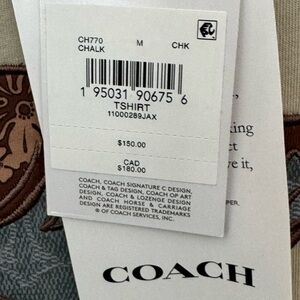 CH770 M CHK
CHALK
1 95031 90675 6
TSHIRT
11000289JAX
$150.00
CAD
$180.00
COACH, COACH SIGNATURE C DESIGN,
COACH & TAG DESIGN, COACH OP ART
DESIGN, COACH & LOZENGE DESIGN
AND COACH HORSE & CARRIAGE
DESIGN ARE REGISTERED TRADEMARKS
® OF COACH SERVICES, INC.
COACH